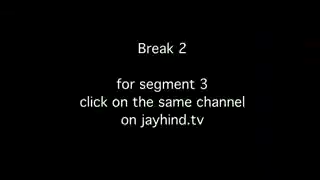 Break 2
for segment 3
click on the same channel
on jayhind.tv